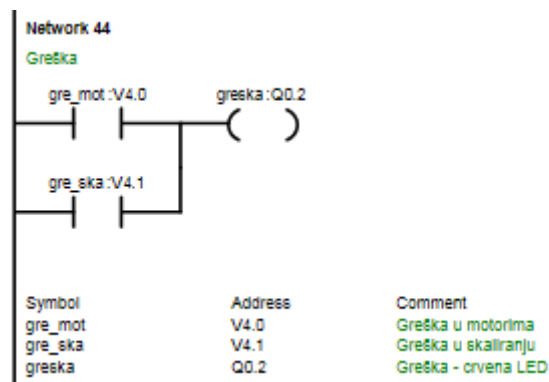 Network 44
Greška
gre_mot:V4.0 greska:Q0.2
gre_ska:V4.1
Symbol Address Comment
gre_mot V4.0 Greška u motorima
gre_ska V4.1 Greška u skaliranju
greska Q0.2 Greška - crvena LED